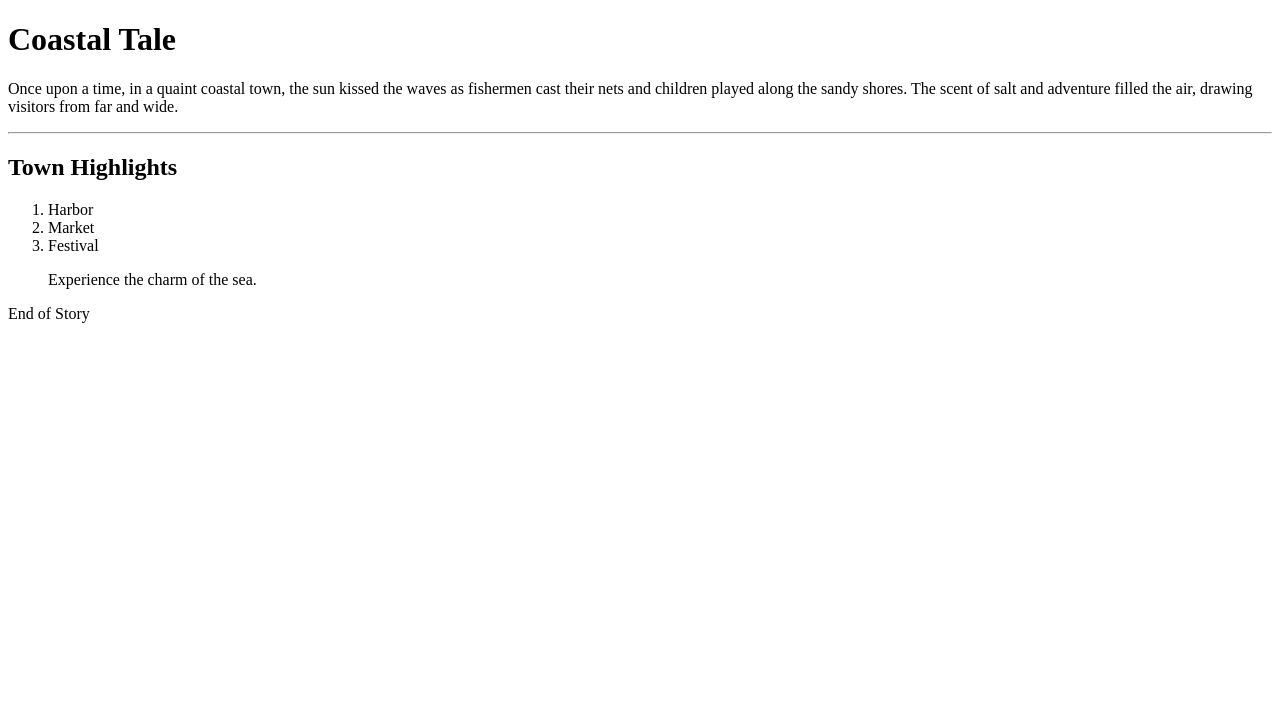 Coastal Tale
Once upon a time, in a quaint coastal town, the sun kissed the waves as fishermen cast their nets and children played along the sandy shores. The scent of salt and adventure filled the air, drawing
visitors from far and wide.
Town Highlights
1. Harbor
2. Market
3. Festival
Experience the charm of the sea.
End of Story